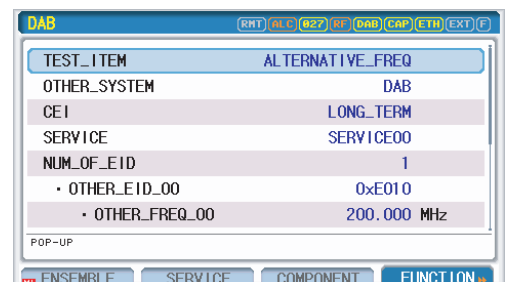 DAB RMT ALC 027 RF DAB CAP ETH EXT F
TEST_ITEM ALTERNATIVE_FREQ
OTHER_SYSTEM DAB
CEI LONG_TERM
SERVICE SERVICE00
NUM_OF_EID 1
· OTHER_EID_00 0xE010
· OTHER_FREQ_00 200.000 MHz
POP-UP
ENSEMBLE SERVICE COMPONENT FUNCTION